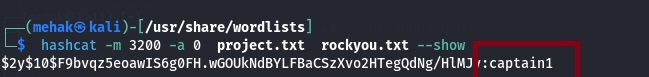 (mehak㉿kali)-[/usr/share/wordlists]
$ hashcat -m 3200 -a 0 project.txt rockyou.txt --show
$2y$10$F9bvqz5eoawIS6g0FH.wGOUkNdBYLFBaCSzXvo2HTegQdNg/HlMJy:captain1